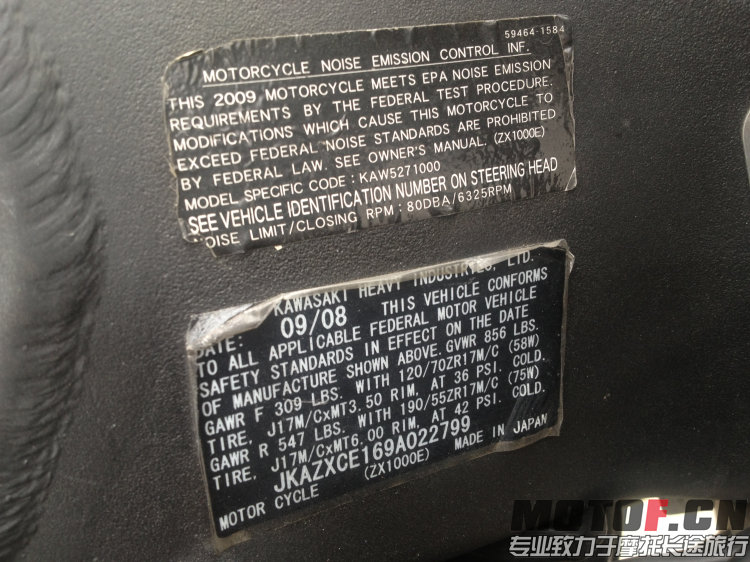 59464-1584
MOTORCYCLE NOISE EMISSION CONTROL INF.
THIS 2009 MOTORCYCLE MEETS EPA NOISE EMISSION
REQUIREMENTS BY THE FEDERAL TEST PROCEDURE.
MODIFICATIONS WHICH CAUSE THIS MOTORCYCLE TO
EXCEED FEDERAL NOISE STANDARDS ARE PROHIBITED
BY FEDERAL LAW. SEE OWNER'S MANUAL. (ZX1000E)
MODEL SPECIFIC CODE : KAW5271000
SEE VEHICLE IDENTIFICATION NUMBER ON STEERING HEAD
NOISE LIMIT/CLOSING RPM : 80DBA/6325RPM
KAWASAKI HEAVY INDUSTRIES, LTD.
DATE: 09/08 THIS VEHICLE CONFORMS
TO ALL APPLICABLE FEDERAL MOTOR VEHICLE
SAFETY STANDARDS IN EFFECT ON THE DATE
OF MANUFACTURE SHOWN ABOVE. GVWR 856 LBS.
GAWR F 309 LBS. WITH 120/70ZR17M/C (58W)
TIRE, J17M/CxMT3.50 RIM, AT 36 PSI. COLD.
GAWR R 547 LBS. WITH 190/55ZR17M/C (75W)
TIRE, J17M/CxMT6.00 RIM, AT 42 PSI. COLD.
JKAZXCE169A022799
MOTOR CYCLE (ZX1000E) MADE IN JAPAN
MOTOF.CN
专业致力于摩托长途旅行